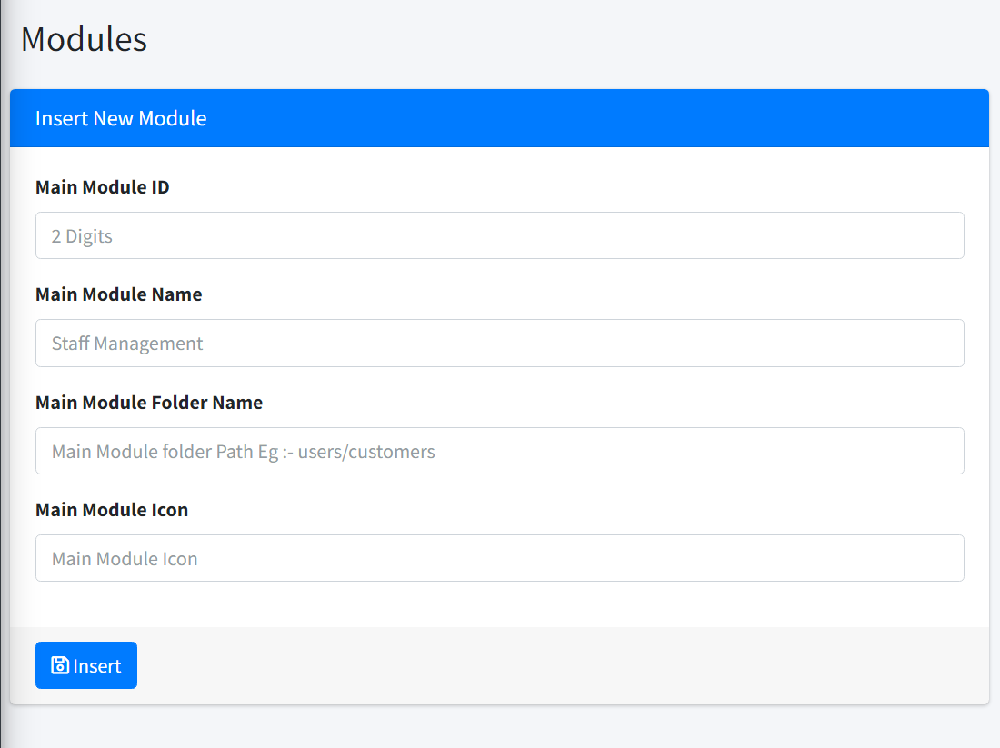 Modules
Insert New Module
Main Module ID
2 Digits
Main Module Name
Staff Management
Main Module Folder Name
Main Module folder Path Eg :- users/customers
Main Module Icon
Main Module Icon
Insert